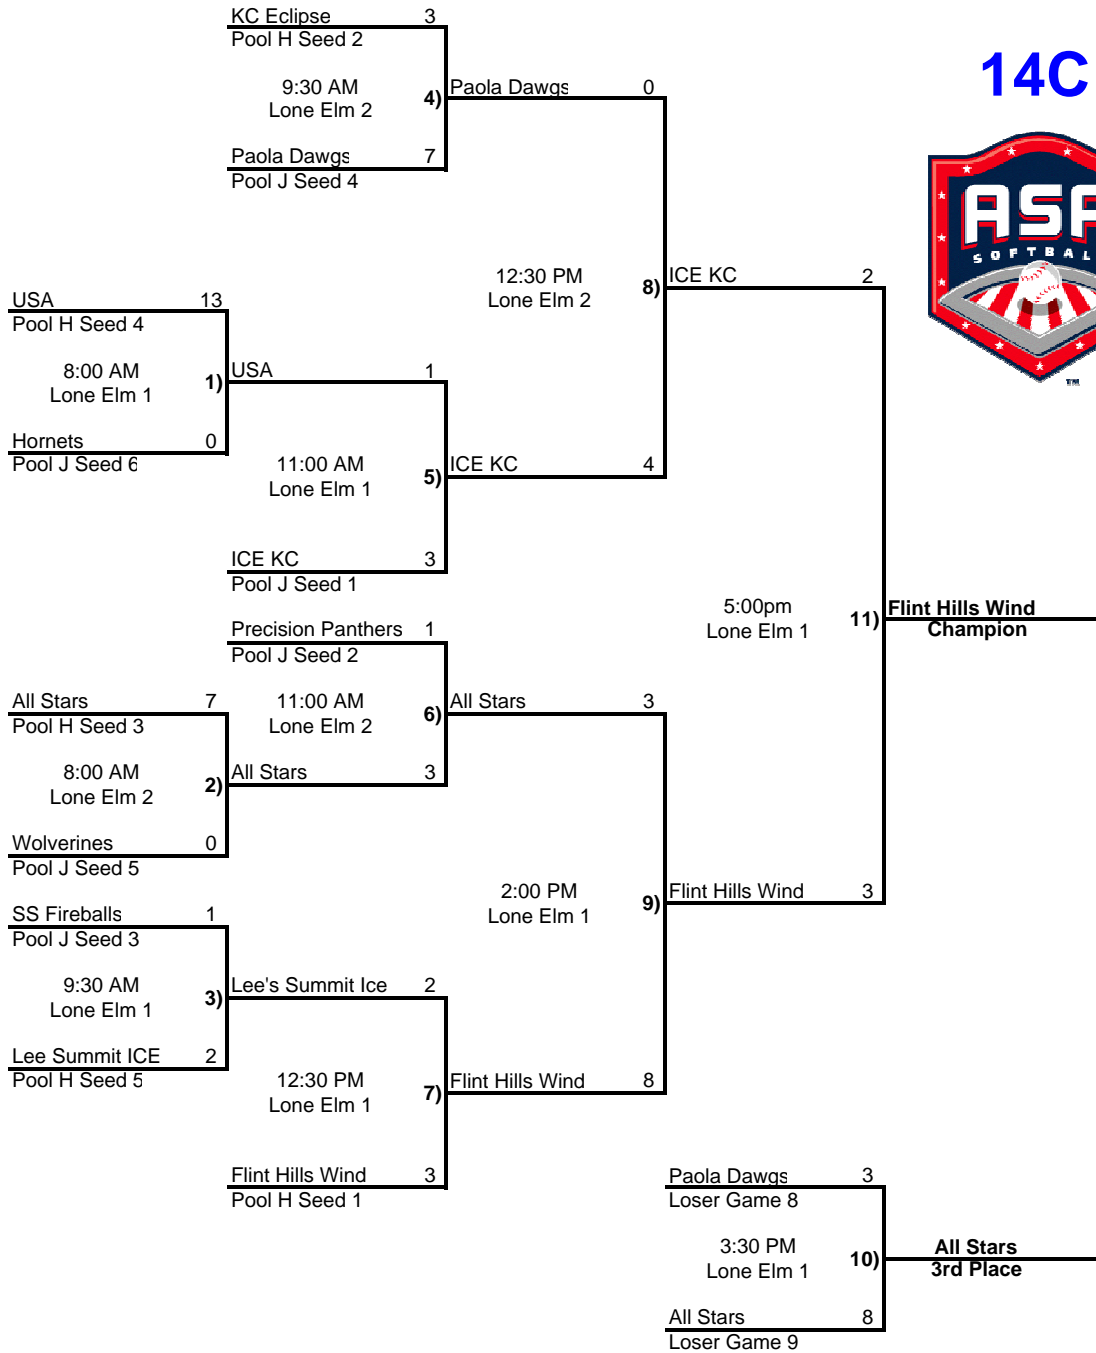 KC Eclipse 3
Pool H Seed 2
14C
9:30 AM
Lone Elm 2
4) Paola Dawgs 0
Paola Dawgs 7
Pool J Seed 4
ASA
SOFTBAL
TM
12:30 PM
Lone Elm 2
8) ICE KC 2
USA 13
Pool H Seed 4
8:00 AM
Lone Elm 1
1) USA 1
Hornets 0
Pool J Seed 6
11:00 AM
Lone Elm 1
5) ICE KC 4
ICE KC 3
Pool J Seed 1
5:00pm
Lone Elm 1
11) Flint Hills Wind
Champion
Precision Panthers 1
Pool J Seed 2
All Stars 7
Pool H Seed 3
11:00 AM
Lone Elm 2
6) All Stars 3
8:00 AM
Lone Elm 2
2) All Stars 3
Wolverines 0
Pool J Seed 5
2:00 PM
Lone Elm 1
9) Flint Hills Wind 3
SS Fireballs 1
Pool J Seed 3
9:30 AM
Lone Elm 1
3) Lee's Summit Ice 2
Lee Summit ICE 2
Pool H Seed 5
12:30 PM
Lone Elm 1
7) Flint Hills Wind 8
Flint Hills Wind 3
Pool H Seed 1
Paola Dawgs 3
Loser Game 8
3:30 PM
Lone Elm 1
10) All Stars
3rd Place
All Stars 8
Loser Game 9